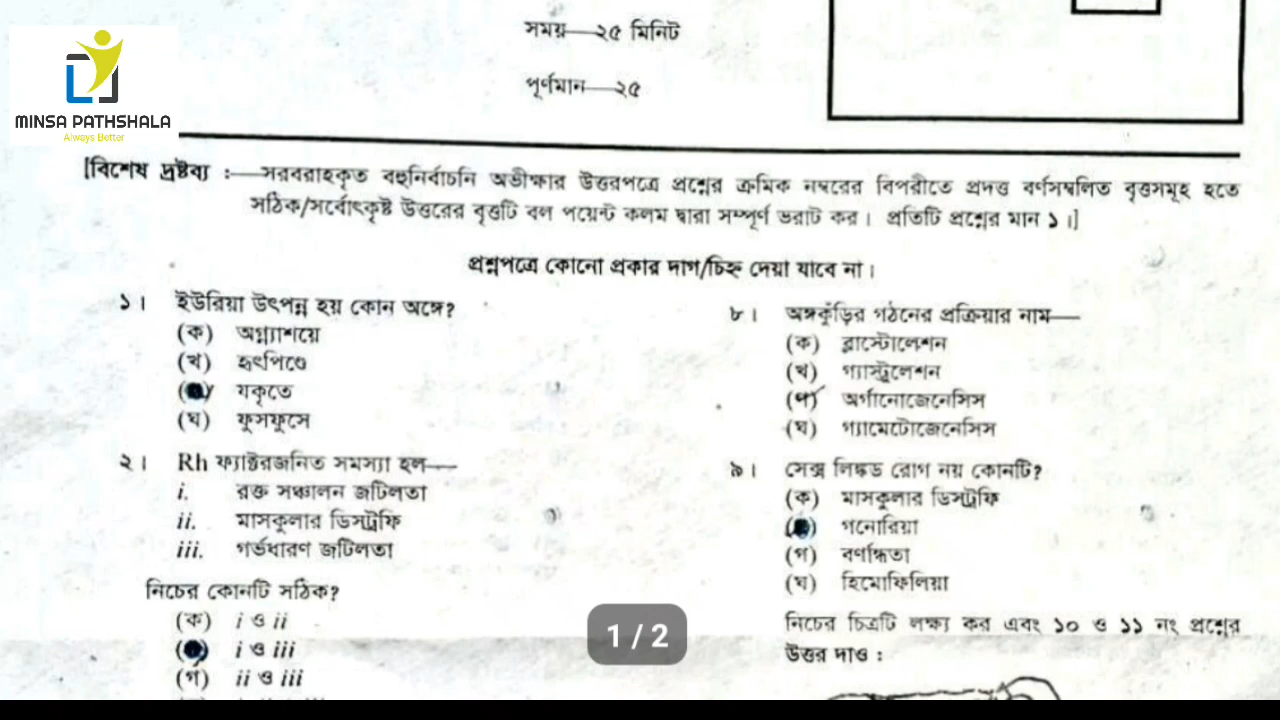 সময়—২৫ মিনিট
পূর্ণমান—২৫
MINSA PATHSHALA
Always Better
[বিশেষ দ্রষ্টব্য :—সরবরাহকৃত বহুনির্বাচনি অভীক্ষার উত্তরপত্রে প্রশ্নের ক্রমিক নম্বরের বিপরীতে প্রদত্ত বর্ণসম্বলিত বৃত্তসমূহ হতে
সঠিক/সর্বোৎকৃষ্ট উত্তরের বৃত্তটি বল পয়েন্ট কলম দ্বারা সম্পূর্ণ ভরাট কর। প্রতিটি প্রশ্নের মান ১।]
প্রশ্নপত্রে কোনো প্রকার দাগ/চিহ্ন দেয়া যাবে না।
১। ইউরিয়া উৎপন্ন হয় কোন অঙ্গে?
(ক) অগ্ন্যাশয়ে
(খ) হৃৎপিণ্ডে
যকৃতে
(ঘ) ফুসফুসে
২। Rh ফ্যাক্টরজনিত সমস্যা হল—
i. রক্ত সঞ্চালন জটিলতা
ii. মাসকুলার ডিসট্রফি
iii. গর্ভধারণ জটিলতা
নিচের কোনটি সঠিক?
(ক) i ও ii
i ও iii
(গ) ii ও iii
৮। অঙ্গকুঁড়ির গঠনের প্রক্রিয়ার নাম—
(ক) ব্লাস্টোলেশন
(খ) গ্যাস্ট্রুলেশন
(গ) অর্গানোজেনেসিস
(ঘ) গ্যামেটোজেনেসিস
৯। সেক্স লিঙ্কড রোগ নয় কোনটি?
(ক) মাসকুলার ডিসট্রফি
গনোরিয়া
(গ) বর্ণান্ধতা
(ঘ) হিমোফিলিয়া
নিচের চিত্রটি লক্ষ্য কর এবং ১০ ও ১১ নং প্রশ্নের
উত্তর দাও :
1 / 2